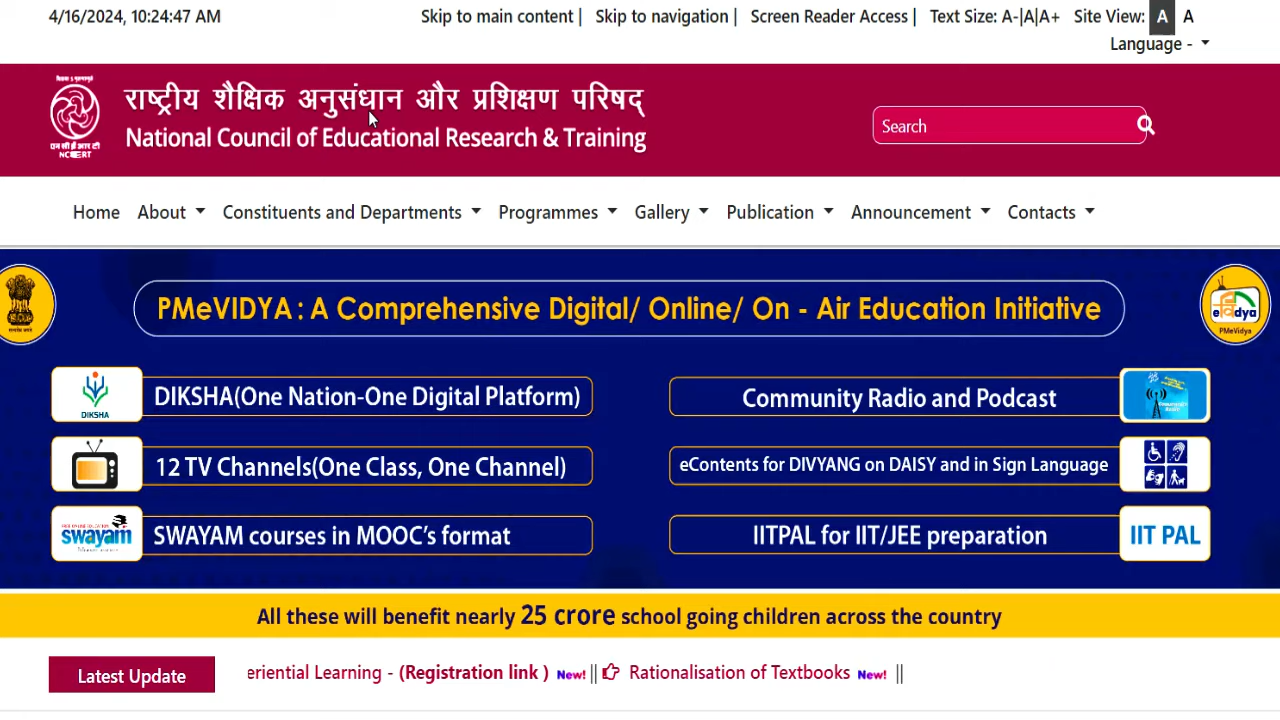 4/16/2024, 10:24:47 AM
Skip to main content | Skip to navigation | Screen Reader Access | Text Size: A-|A|A+ Site View: A A
Language -
राष्ट्रीय शैक्षिक अनुसंधान और प्रशिक्षण परिषद्
National Council of Educational Research & Training
NCERT
Search
Home About Constituents and Departments Programmes Gallery Publication Announcement Contacts
PMeVIDYA : A Comprehensive Digital/ Online/ On - Air Education Initiative
PMeVidya
DIKSHA
DIKSHA(One Nation-One Digital Platform)
Community Radio and Podcast
12 TV Channels(One Class, One Channel)
eContents for DIVYANG on DAISY and in Sign Language
swayam
SWAYAM courses in MOOC's format
IITPAL for IIT/JEE preparation
IIT PAL
All these will benefit nearly 25 crore school going children across the country
Latest Update
eriential Learning - (Registration link ) New! || Rationalisation of Textbooks New! ||